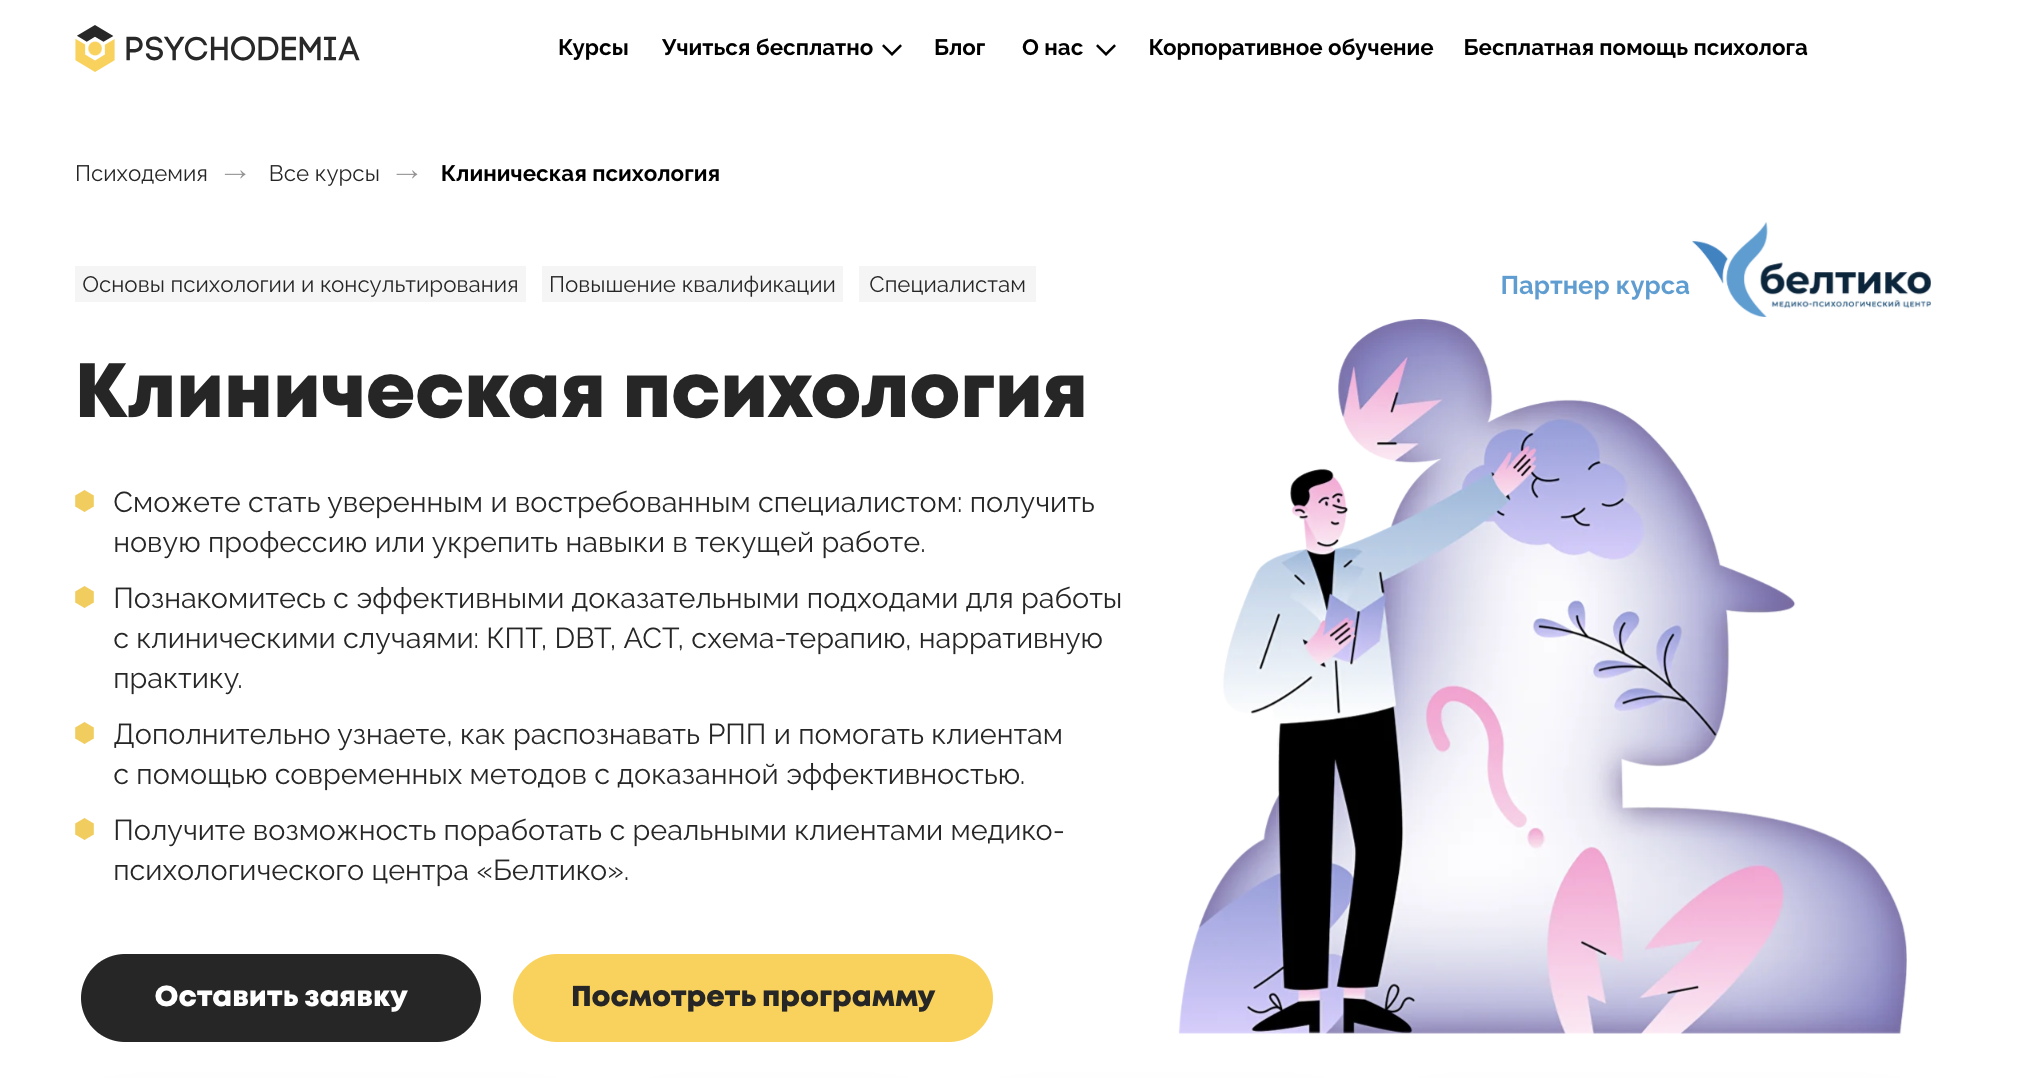 PSYCHODEMIA
Курсы Учиться бесплатно Блог О нас Корпоративное обучение Бесплатная помощь психолога
Психодемия → Все курсы → Клиническая психология
Основы психологии и консультирования Повышение квалификации Специалистам
Партнер курса белтико
МЕДИКО-ПСИХОЛОГИЧЕСКИЙ ЦЕНТР
Клиническая психология
Сможете стать уверенным и востребованным специалистом: получить
новую профессию или укрепить навыки в текущей работе.
Познакомитесь с эффективными доказательными подходами для работы
с клиническими случаями: КПТ, DBT, ACT, схема-терапию, нарративную
практику.
Дополнительно узнаете, как распознавать РПП и помогать клиентам
с помощью современных методов с доказанной эффективностью.
Получите возможность поработать с реальными клиентами медико-
психологического центра «Белтико».
Оставить заявку Посмотреть программу